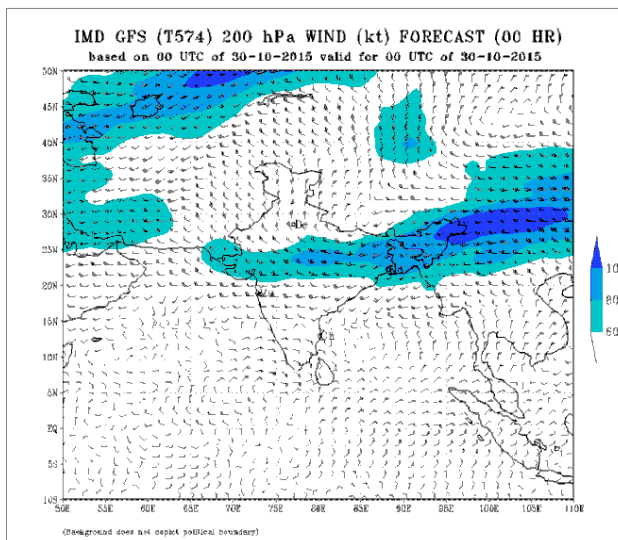 IMD GFS (T574) 200 hPa WIND (kt) FORECAST (00 HR)
based on 00 UTC of 30-10-2015 valid for 00 UTC of 30-10-2015
50N
45N
40N
35N
30N
25N
20N
15N
10N
5N
5S
10S
50E 55E 60E 65E 70E 75E 80E 85E 90E 95E 100E 105E 110E
10
80
60
(Background does not depict political boundary)